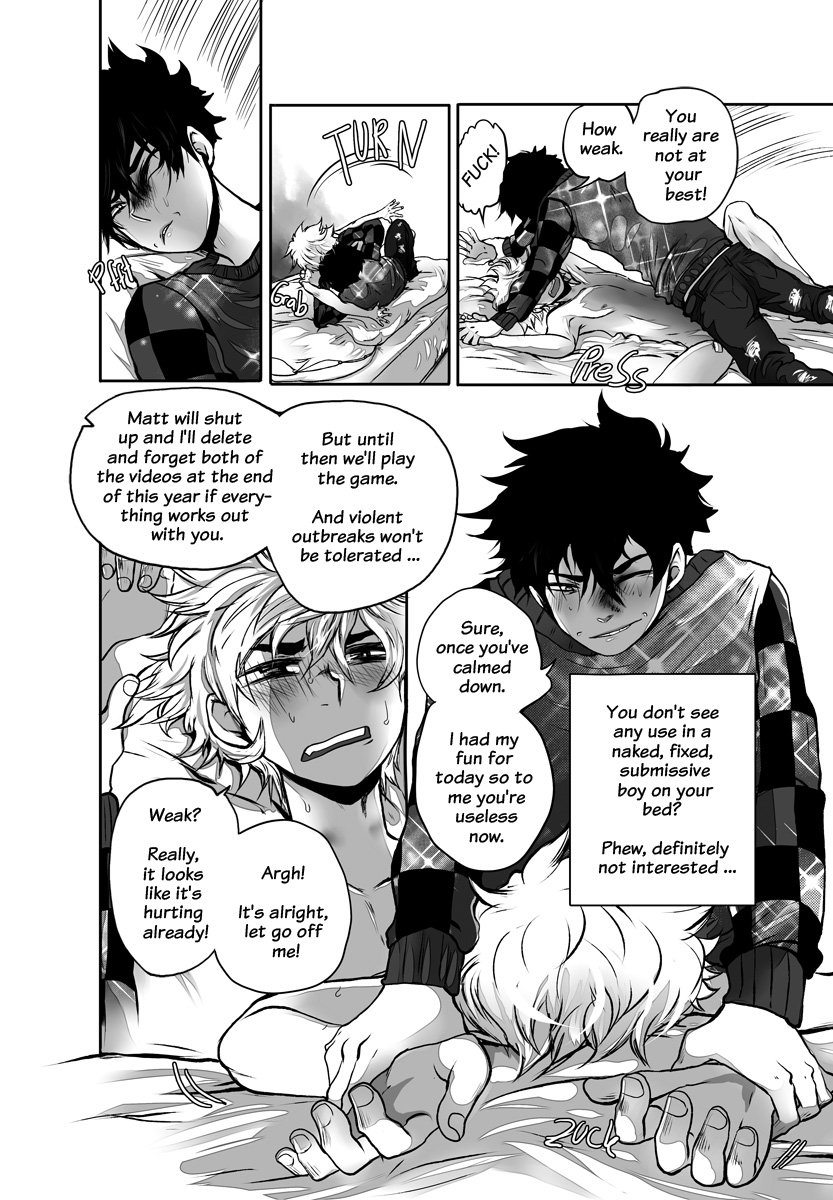 Pfft
TURN
Grab
FUCK!
How
weak.
You
really are
not at
your
best!
PRESS
Matt will shut
up and I'll delete
and forget both of
the videos at the end
of this year if every-
thing works out
with you.
But until
then we'll play
the game.
And violent
outbreaks won't
be tolerated ...
Sure,
once you've
calmed
down.
I had my
fun for
today so to
me you're
useless
now.
You don't see
any use in a
naked, fixed,
submissive
boy on your
bed?
Phew, definitely
not interested ...
Weak?
Really,
it looks
like it's
hurting
already!
Argh!
It's alright,
let go off
me!
Zuck